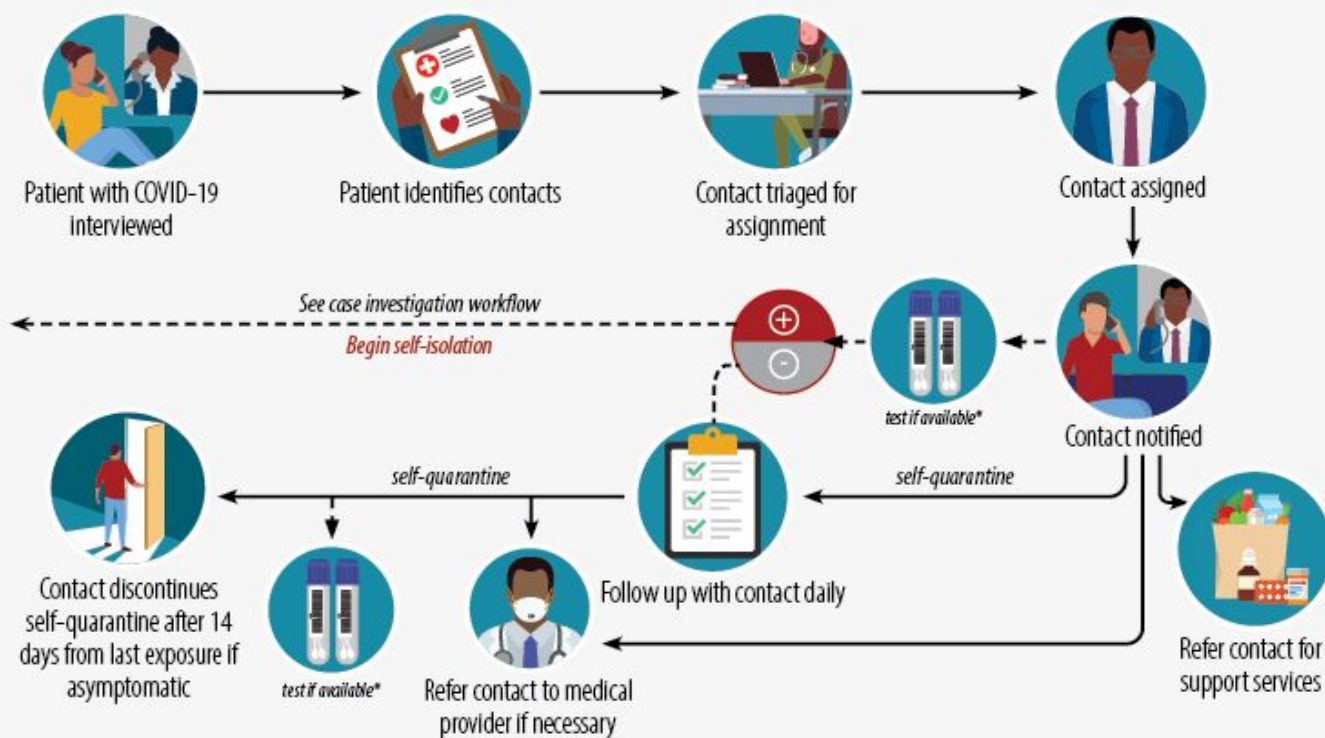 Patient with COVID-19
interviewed
Patient identifies contacts
Contact triaged for
assignment
Contact assigned
See case investigation workflow
Begin self-isolation
+
-
test if available*
Contact notified
self-quarantine
self-quarantine
Follow up with contact daily
Contact discontinues
self-quarantine after 14
days from last exposure if
asymptomatic
test if available*
Refer contact to medical
provider if necessary
Refer contact for
support services